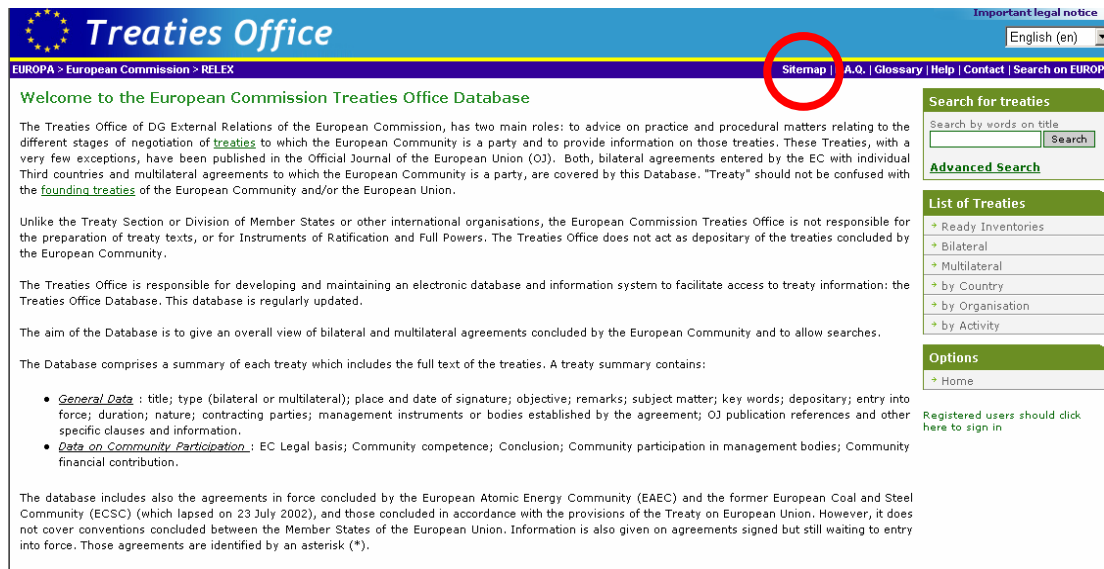 Important legal notice
Treaties Office
English (en)
EUROPA > European Commission > RELEX
Sitemap | .A.Q. | Glossary | Help | Contact | Search on EUROP
Welcome to the European Commission Treaties Office Database
The Treaties Office of DG External Relations of the European Commission, has two main roles: to advice on practice and procedural matters relating to the
different stages of negotiation of treaties to which the European Community is a party and to provide information on those treaties. These Treaties, with a
very few exceptions, have been published in the Official Journal of the European Union (OJ). Both, bilateral agreements entered by the EC with individual
Third countries and multilateral agreements to which the European Community is a party, are covered by this Database. "Treaty" should not be confused with
the founding treaties of the European Community and/or the European Union.
Unlike the Treaty Section or Division of Member States or other international organisations, the European Commission Treaties Office is not responsible for
the preparation of treaty texts, or for Instruments of Ratification and Full Powers. The Treaties Office does not act as depositary of the treaties concluded by
the European Community.
The Treaties Office is responsible for developing and maintaining an electronic database and information system to facilitate access to treaty information: the
Treaties Office Database. This database is regularly updated.
The aim of the Database is to give an overall view of bilateral and multilateral agreements concluded by the European Community and to allow searches.
The Database comprises a summary of each treaty which includes the full text of the treaties. A treaty summary contains:
• General Data : title; type (bilateral or multilateral); place and date of signature; objective; remarks; subject matter; key words; depositary; entry into
force; duration; nature; contracting parties; management instruments or bodies established by the agreement; OJ publication references and other
specific clauses and information.
• Data on Community Participation : EC Legal basis; Community competence; Conclusion; Community participation in management bodies; Community
financial contribution.
The database includes also the agreements in force concluded by the European Atomic Energy Community (EAEC) and the former European Coal and Steel
Community (ECSC) (which lapsed on 23 July 2002), and those concluded in accordance with the provisions of the Treaty on European Union. However, it does
not cover conventions concluded between the Member States of the European Union. Information is also given on agreements signed but still waiting to entry
into force. Those agreements are identified by an asterisk (*).
Search for treaties
Search by words on title
Search
Advanced Search
List of Treaties
Ready Inventories
Bilateral
Multilateral
by Country
by Organisation
by Activity
Options
Home
Registered users should click
here to sign in